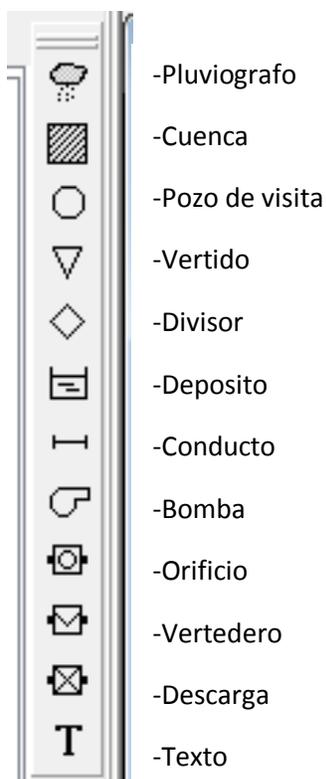 -Pluviografo
-Cuenca
-Pozo de visita
-Vertido
-Divisor
-Deposito
-Conducto
-Bomba
-Orificio
-Vertedero
-Descarga
T -Texto